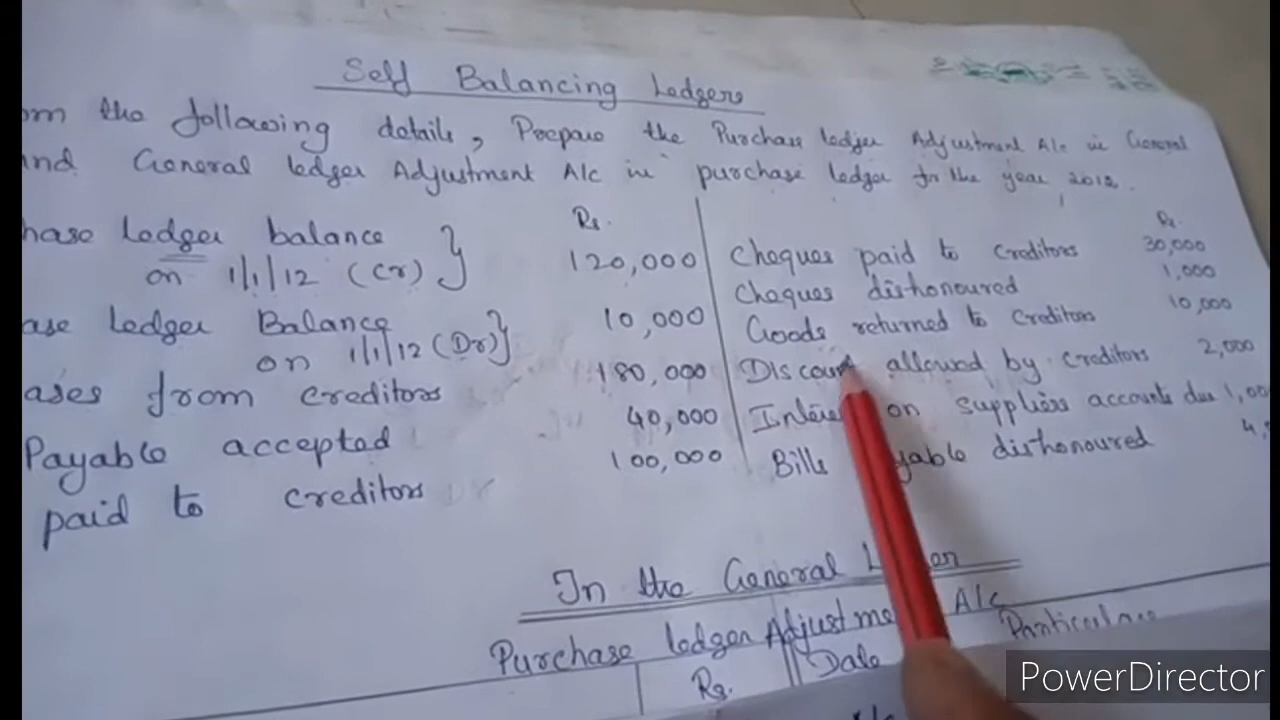 Self Balancing Ledgers
om the following details, Prepare the Purchase ledger Adjustment A/c in General
and General ledger Adjustment A/c in purchase ledger for the year 2012.
Rs.
hase Ledger balance
on 1/1/12 (Cr) } 120,000
ase Ledger Balance
on 1/1/12 (Dr) } 10,000
ases from creditors 180,000
Payable accepted 40,000
paid to creditors 100,000
Rs.
Cheques paid to creditors 30,000
Cheques dishonoured 1,000
Goods returned to Creditors 10,000
Discount allowed by creditors 2,000
on suppliers accounts due 1,00
Bills yable dishonoured 4,
In the General
Purchase ledger Adjustme A/c
Rs. Date Particulars
PowerDirector